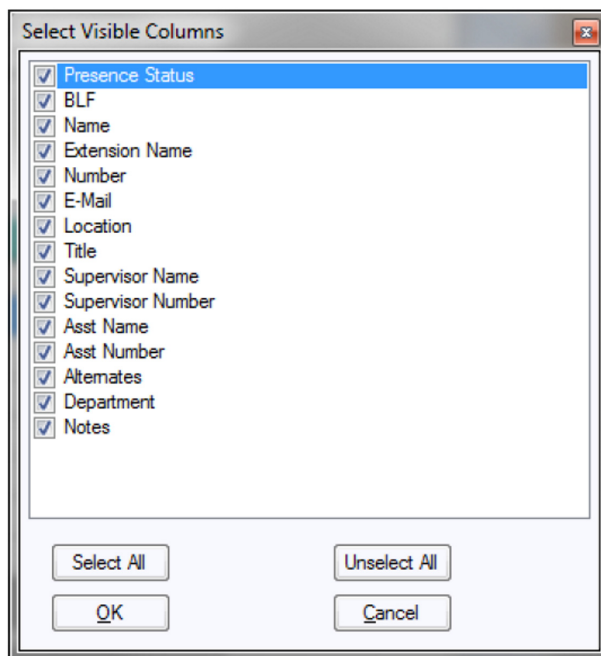 Select Visible Columns
Presence Status
BLF
Name
Extension Name
Number
E-Mail
Location
Title
Supervisor Name
Supervisor Number
Asst Name
Asst Number
Alternates
Department
Notes
Select All
Unselect All
OK
Cancel